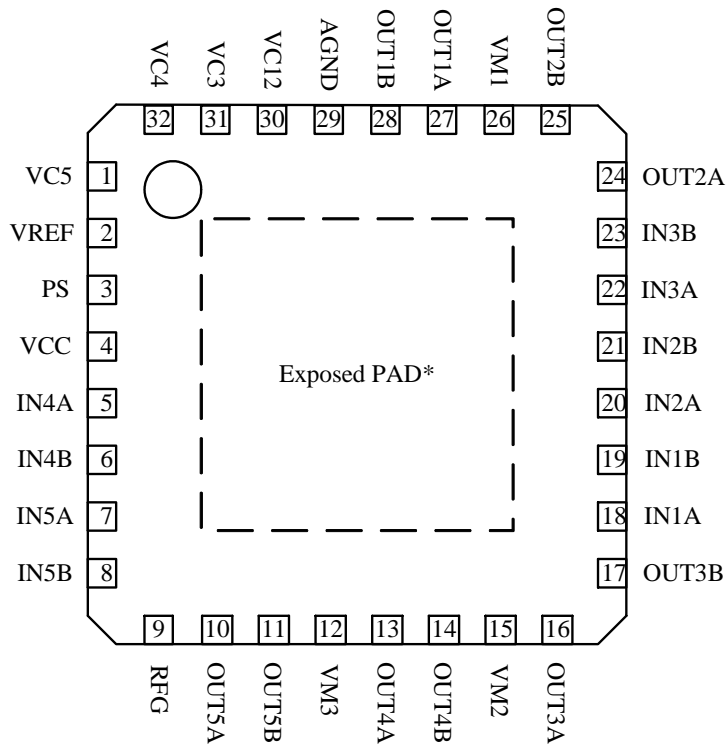 VC4
VC3
VC12
AGND
OUT1B
OUT1A
VM1
OUT2B
32 31 30 29 28 27 26 25
VC5 1
VREF 2
PS 3
VCC 4
IN4A 5
IN4B 6
IN5A 7
IN5B 8
Exposed PAD*
24 OUT2A
23 IN3B
22 IN3A
21 IN2B
20 IN2A
19 IN1B
18 IN1A
17 OUT3B
9 10 11 12 13 14 15 16
RFG
OUT5A
OUT5B
VM3
OUT4A
OUT4B
VM2
OUT3A